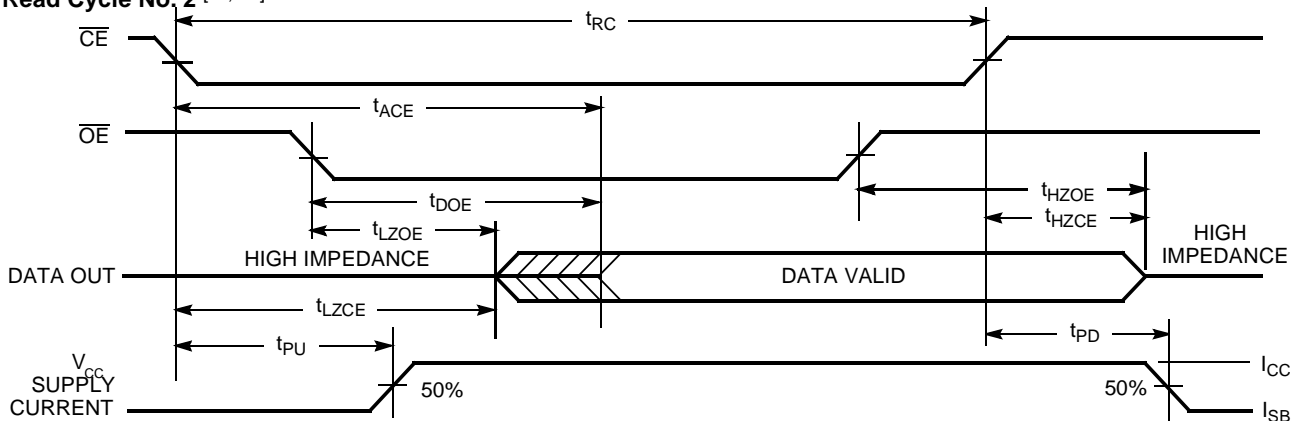 Read Cycle No. 2
tRC
CE
tACE
OE
tHZOE
tDOE
tHZCE
tLZOE
HIGH
IMPEDANCE
HIGH IMPEDANCE
DATA OUT
DATA VALID
tLZCE
tPD
tPU
VCC
SUPPLY
CURRENT
50%
50%
ICC
ISB